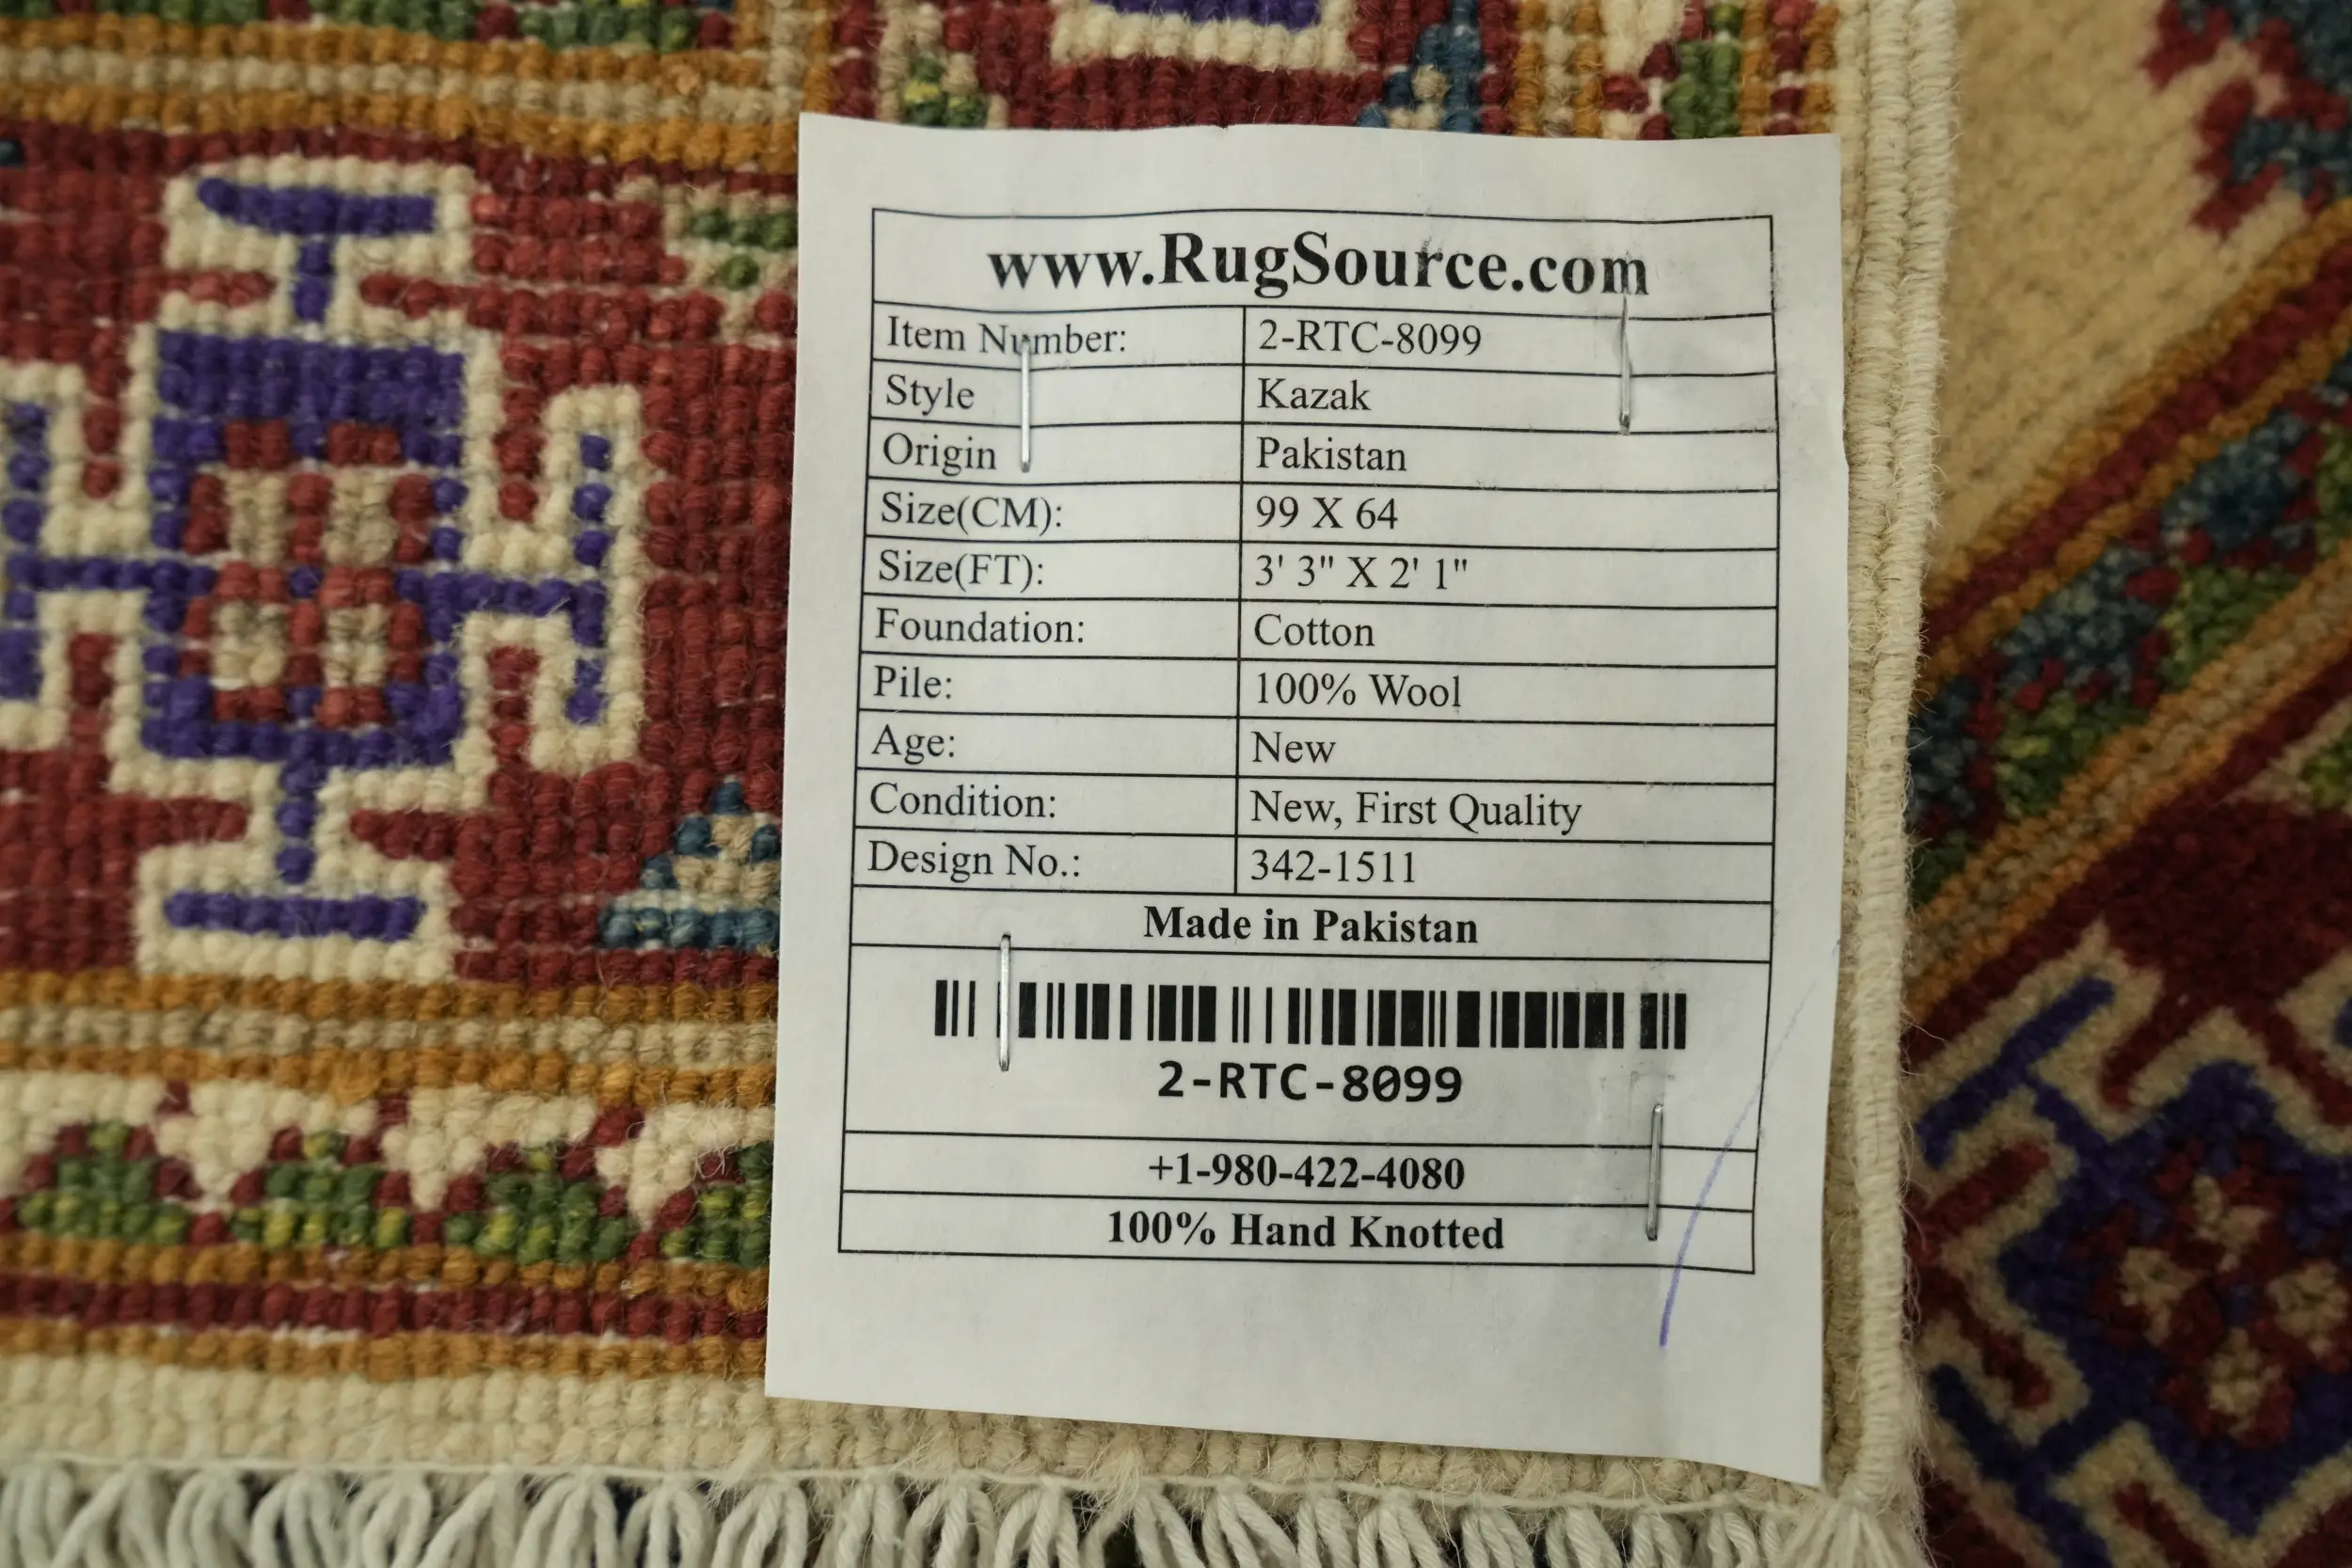 www.RugSource.com
Item Number: 2-RTC-8099
Style Kazak
Origin Pakistan
Size(CM): 99 X 64
Size(FT): 3' 3" X 2' 1"
Foundation: Cotton
Pile: 100% Wool
Age: New
Condition: New, First Quality
Design No.: 342-1511
Made in Pakistan
2-RTC-8099
+1-980-422-4080
100% Hand Knotted